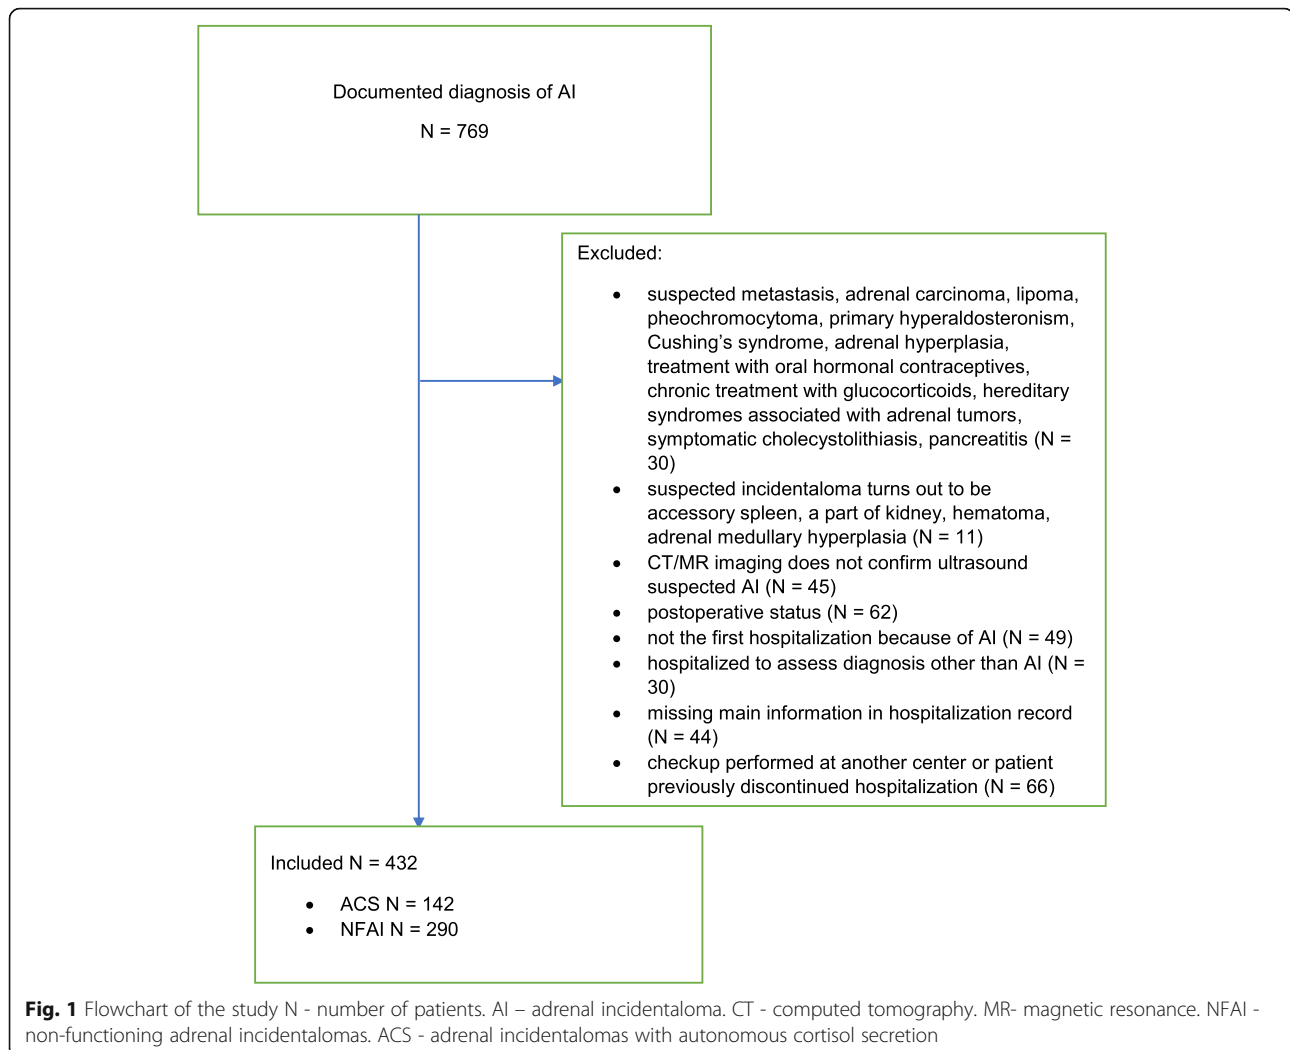 Documented diagnosis of AI
N = 769
Excluded:
• suspected metastasis, adrenal carcinoma, lipoma,
pheochromocytoma, primary hyperaldosteronism,
Cushing’s syndrome, adrenal hyperplasia,
treatment with oral hormonal contraceptives,
chronic treatment with glucocorticoids, hereditary
syndromes associated with adrenal tumors,
symptomatic cholecystolithiasis, pancreatitis (N =
30)
• suspected incidentaloma turns out to be
accessory spleen, a part of kidney, hematoma,
adrenal medullary hyperplasia (N = 11)
• CT/MR imaging does not confirm ultrasound
suspected AI (N = 45)
• postoperative status (N = 62)
• not the first hospitalization because of AI (N = 49)
• hospitalized to assess diagnosis other than AI (N =
30)
• missing main information in hospitalization record
(N = 44)
• checkup performed at another center or patient
previously discontinued hospitalization (N = 66)
Included N = 432
• ACS N = 142
• NFAI N = 290
Fig. 1 Flowchart of the study N - number of patients. AI – adrenal incidentaloma. CT - computed tomography. MR- magnetic resonance. NFAI -
non-functioning adrenal incidentalomas. ACS - adrenal incidentalomas with autonomous cortisol secretion